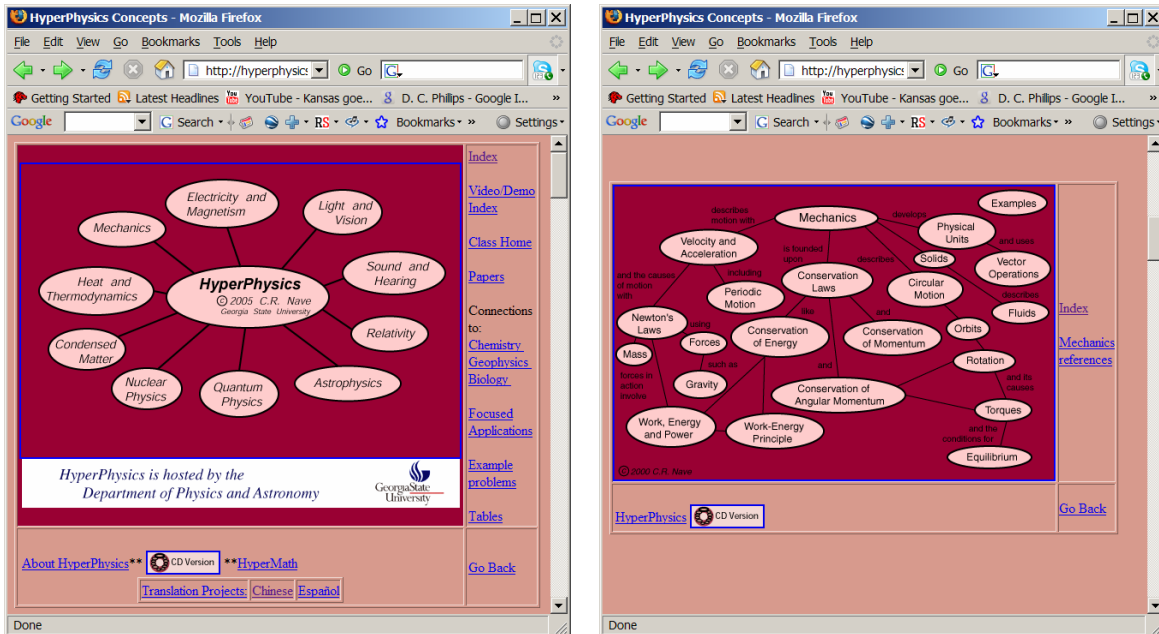 HyperPhysics Concepts - Mozilla Firefox
File Edit View Go Bookmarks Tools Help
http://hyperphysics Go G
Getting Started Latest Headlines YouTube - Kansas goe... D. C. Philips - Google I... »
Google G Search RS Bookmarks » Settings
Electricity and
Magnetism
Light and
Vision
Mechanics
Sound and
Hearing
Heat and
Thermodynamics
HyperPhysics
© 2005 C.R. Nave
Georgia State University
Relativity
Condensed
Matter
Nuclear
Physics
Quantum
Physics
Astrophysics
HyperPhysics is hosted by the
Department of Physics and Astronomy
GeorgiaState
University
Index
Video/Demo
Index
Class Home
Papers
Connections
to:
Chemistry
Geophysics
Biology
Focused
Applications
Example
problems
Tables
About HyperPhysics** CD Version **HyperMath
Translation Projects: Chinese Español
Go Back
Done
HyperPhysics Concepts - Mozilla Firefox
File Edit View Go Bookmarks Tools Help
http://hyperphysics Go G
Getting Started Latest Headlines YouTube - Kansas goe... D. C. Philips - Google I... »
Google G Search RS Bookmarks » Settings
Examples
describes
motion with
Mechanics
develops
Physical
Units
Velocity and
Acceleration
is founded
upon
describes
Solids
and uses
Vector
Operations
and the causes
of motion
with
including
Periodic
Motion
Conservation
Laws
Circular
Motion
describes
Fluids
Newton's
Laws
using
Forces
like
Conservation
of Energy
and
Conservation
of Momentum
Orbits
Mass
such as
and
Rotation
forces in
action
involve
Gravity
Conservation of
Angular Momentum
and its
causes
Torques
Work, Energy
and Power
Work-Energy
Principle
and the
conditions for
Equilibrium
© 2000 C.R. Nave
Index
Mechanics
references
HyperPhysics CD Version
Go Back
Done